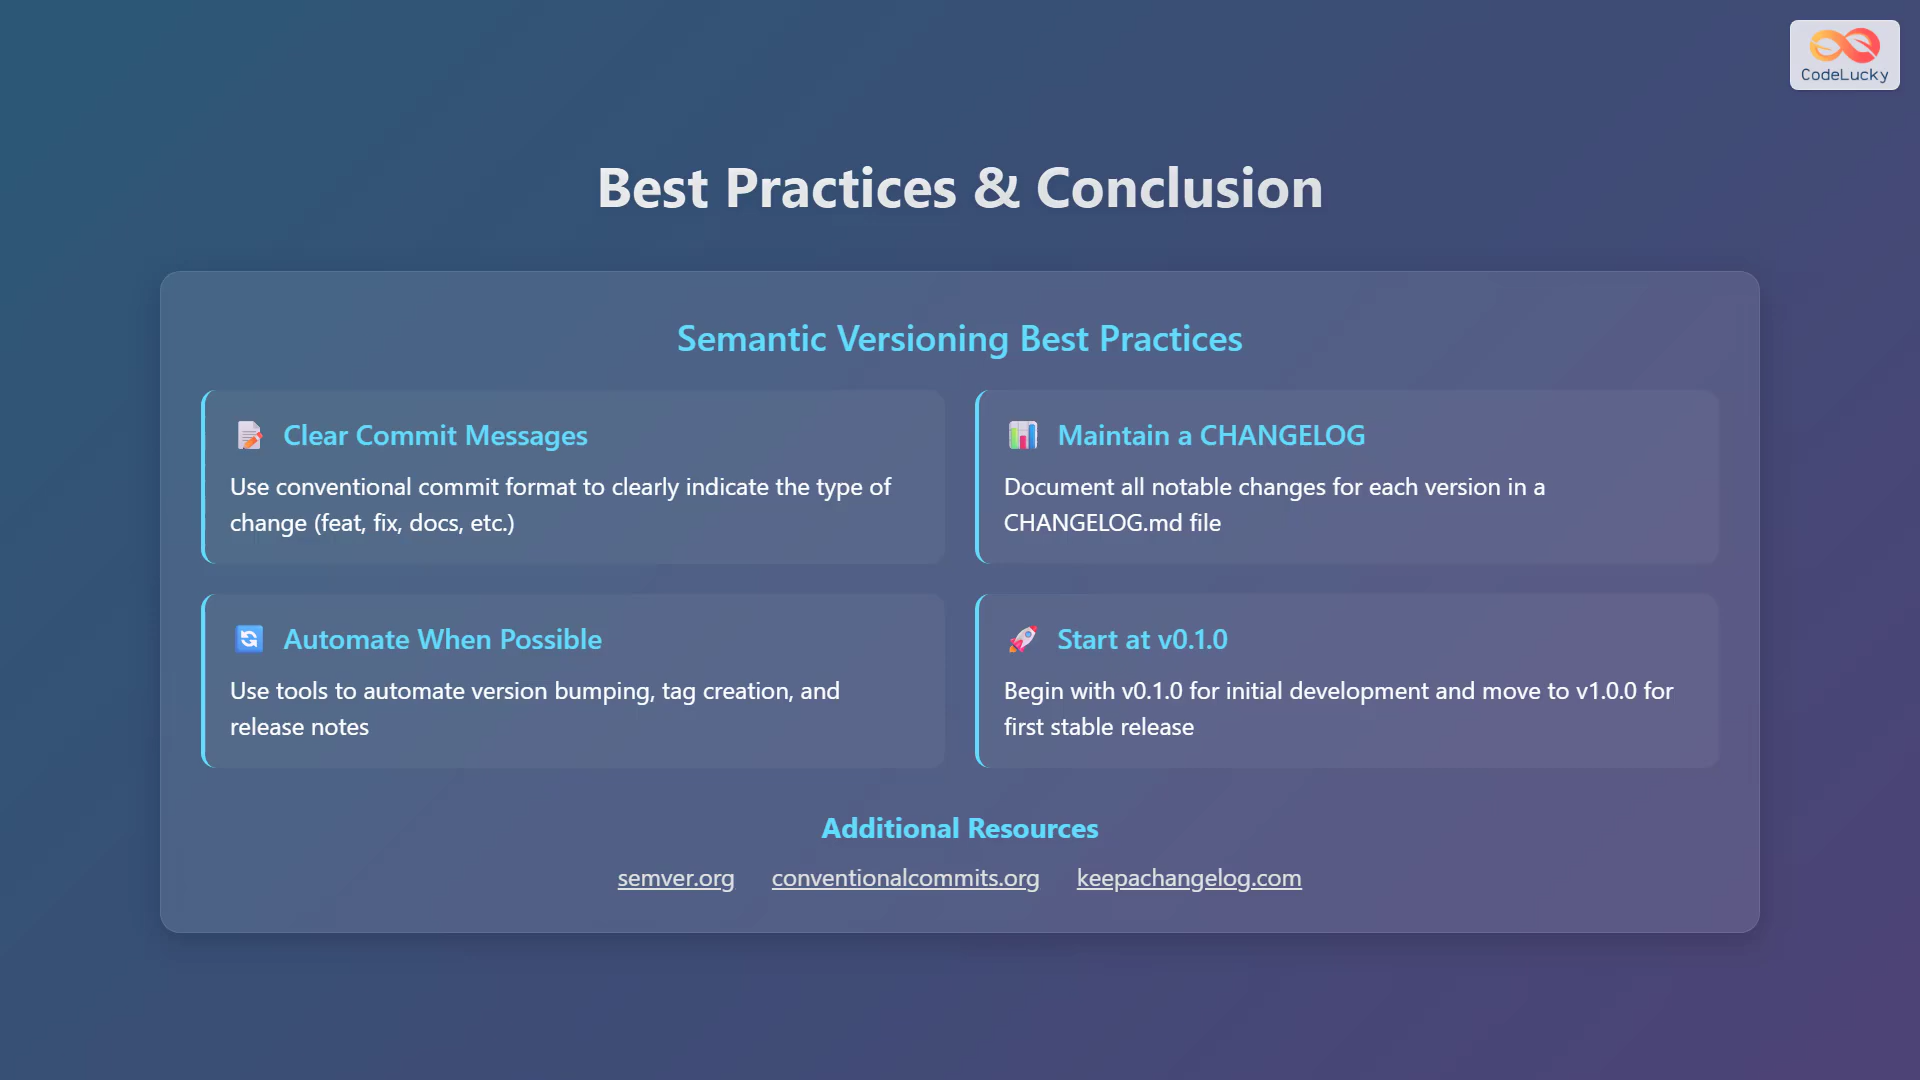 CodeLucky
Best Practices & Conclusion
Semantic Versioning Best Practices
Clear Commit Messages
Use conventional commit format to clearly indicate the type of
change (feat, fix, docs, etc.)
Maintain a CHANGELOG
Document all notable changes for each version in a
CHANGELOG.md file
Automate When Possible
Use tools to automate version bumping, tag creation, and
release notes
Start at v0.1.0
Begin with v0.1.0 for initial development and move to v1.0.0 for
first stable release
Additional Resources
semver.org conventionalcommits.org keepachangelog.com